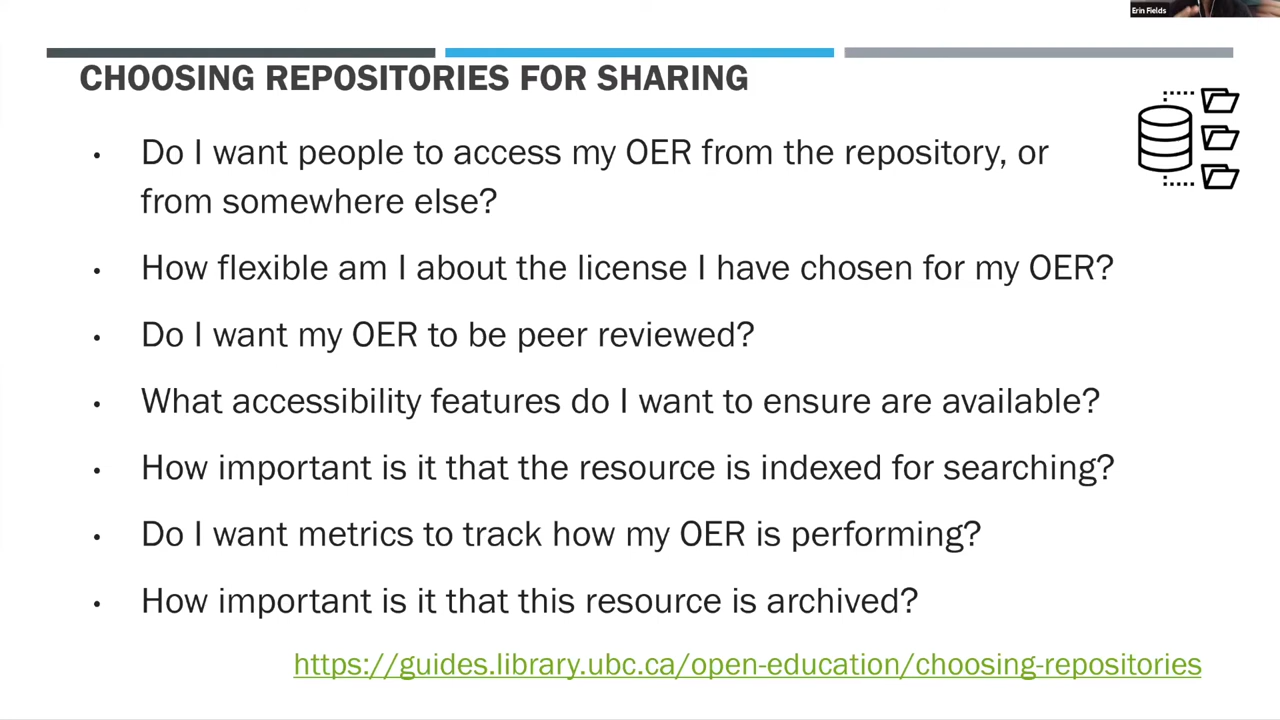 Erin Fields
CHOOSING REPOSITORIES FOR SHARING
• Do I want people to access my OER from the repository, or
from somewhere else?
• How flexible am I about the license I have chosen for my OER?
• Do I want my OER to be peer reviewed?
• What accessibility features do I want to ensure are available?
• How important is it that the resource is indexed for searching?
• Do I want metrics to track how my OER is performing?
• How important is it that this resource is archived?
https://guides.library.ubc.ca/open-education/choosing-repositories